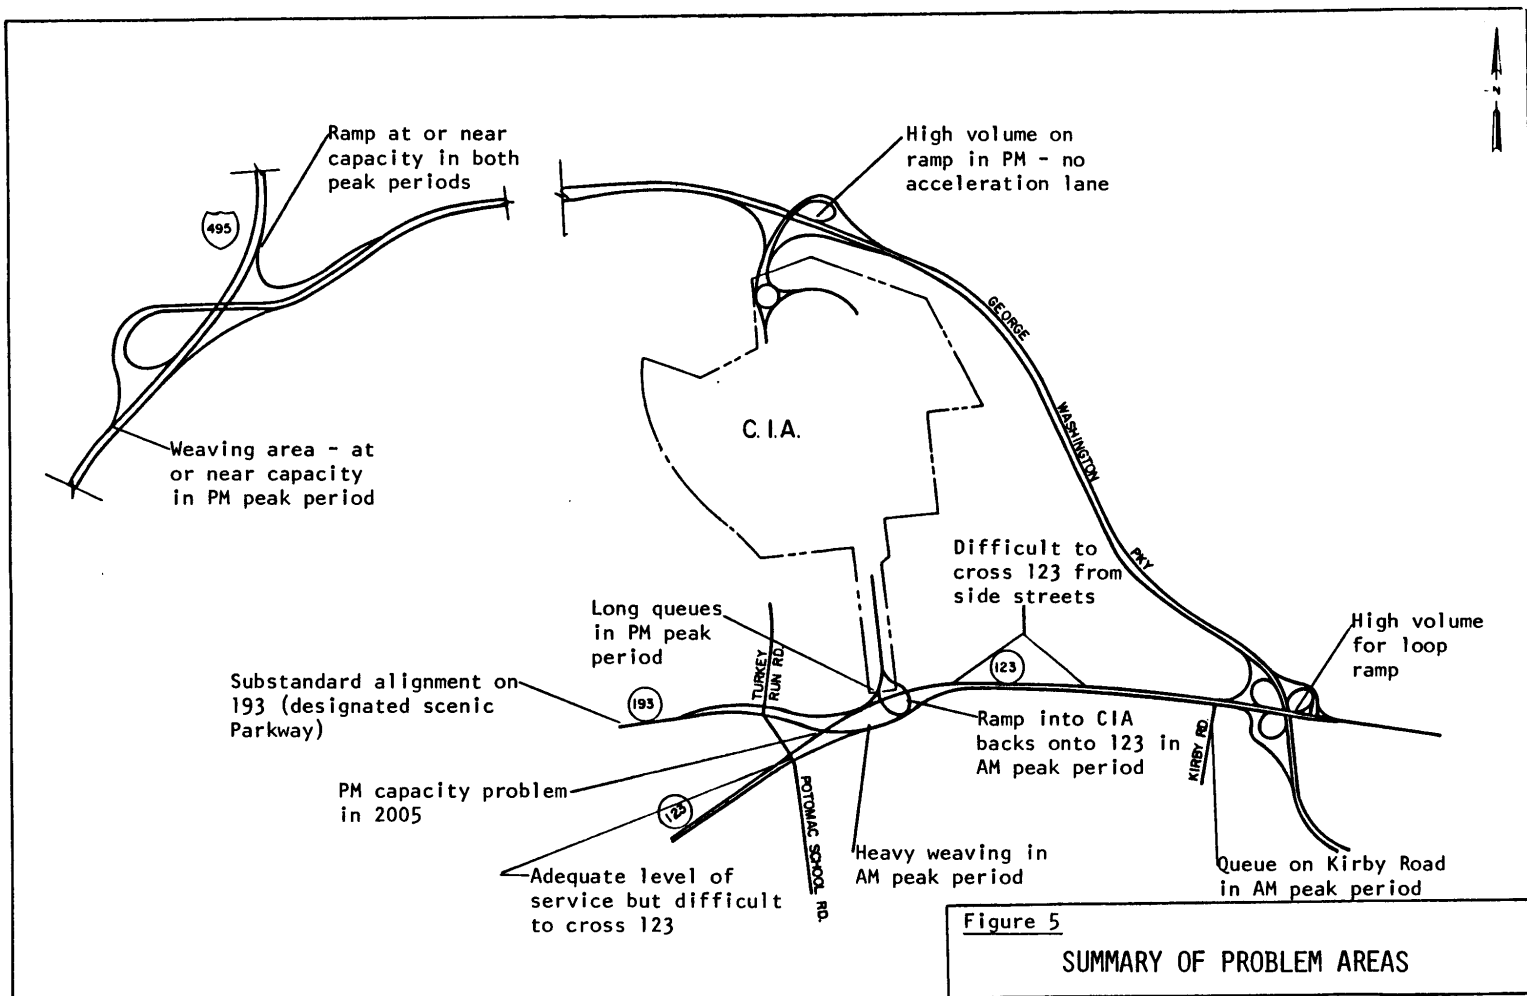 Ramp at or near
capacity in both
peak periods
High volume on
ramp in PM - no
acceleration lane
N
495
GEORGE
WASHINGTON
PKY
C.I.A.
Weaving area - at
or near capacity
in PM peak period
Difficult to
cross 123 from
side streets
Long queues
in PM peak
period
High volume
for loop
ramp
TURKEY
RUN RD.
123
Substandard alignment on
193 (designated scenic
Parkway)
193
Ramp into CIA
backs onto 123 in
AM peak period
KIRBY RD.
PM capacity problem
in 2005
123
POTOMAC SCHOOL RD.
Heavy weaving in
AM peak period
Queue on Kirby Road
in AM peak period
Adequate level of
service but difficult
to cross 123
Figure 5
SUMMARY OF PROBLEM AREAS